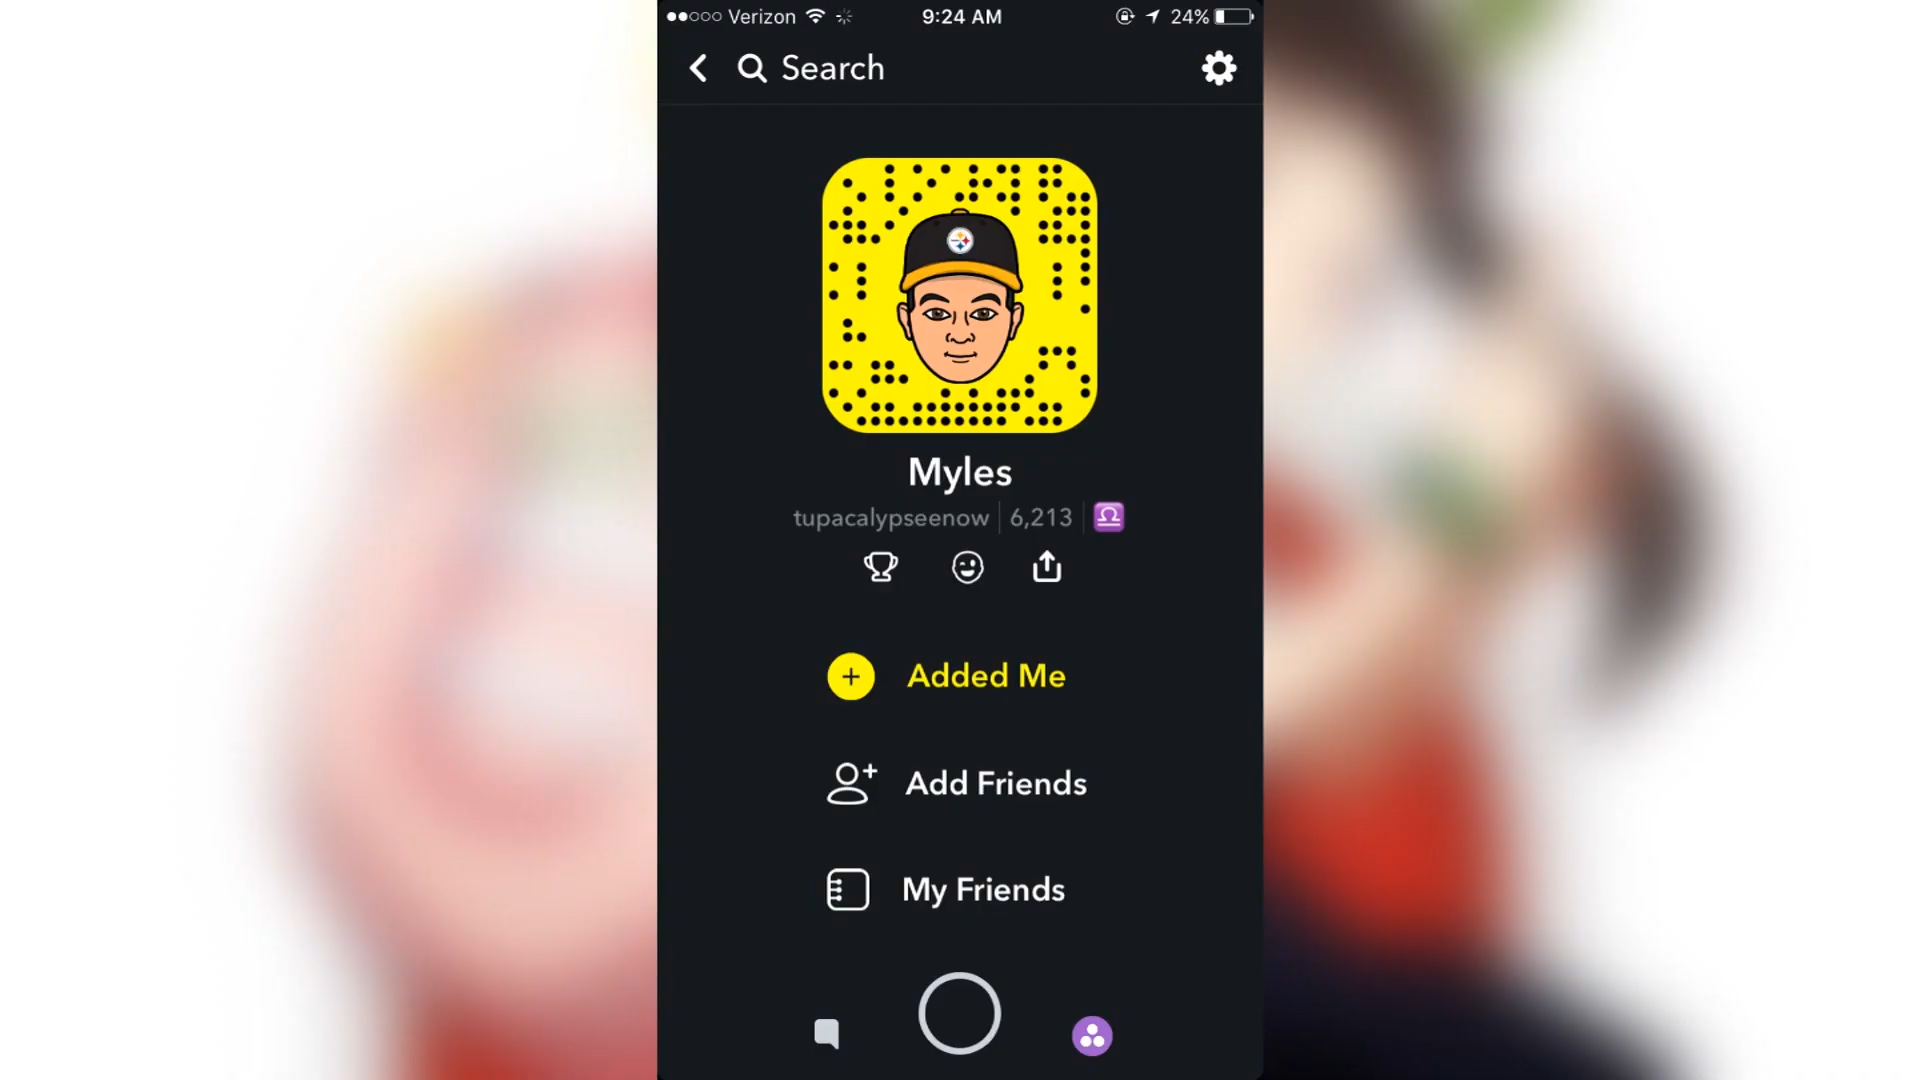 Verizon 9:24 AM 24%
Search
Myles
tupacalypseenow 6,213
Added Me
Add Friends
My Friends